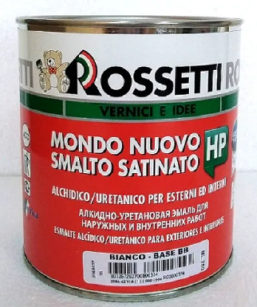 ROSSETTI
VERNICI E IDEE
MONDO NUOVO
SMALTO SATINATO
HP
ALCHIDICO/URETANICO PER ESTERNI ED INTERNI
АЛКИДНО-УРЕТАНОВАЯ ЭМАЛЬ ДЛЯ
НАРУЖНЫХ И ВНУТРЕННИХ РАБОТ
ESMALTE ALCÍDICO/URETÁNICO PARA EXTERIORES E INTERIORES
BIANCO - BASE BB